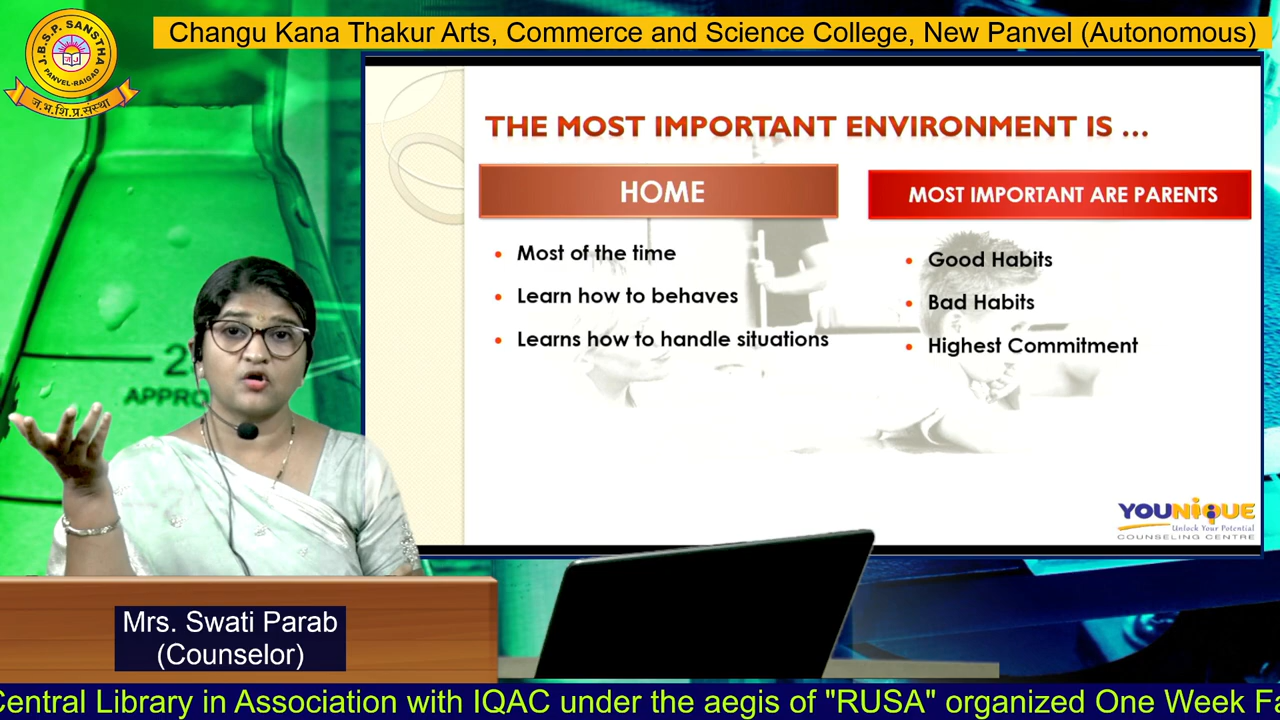 Changu Kana Thakur Arts, Commerce and Science College, New Panvel (Autonomous)
J.B.S.P. SANSTHA
PANVEL-RAIGAD
ज.भ.शि.प्र.संस्था
THE MOST IMPORTANT ENVIRONMENT IS ...
HOME
MOST IMPORTANT ARE PARENTS
• Most of the time
• Learn how to behaves
• Learns how to handle situations
• Good Habits
• Bad Habits
• Highest Commitment
2
APPRO
YOUNIQUE
Unlock Your Potential
COUNSELING CENTRE
Mrs. Swati Parab
(Counselor)
Central Library in Association with IQAC under the aegis of "RUSA" organized One Week Fa